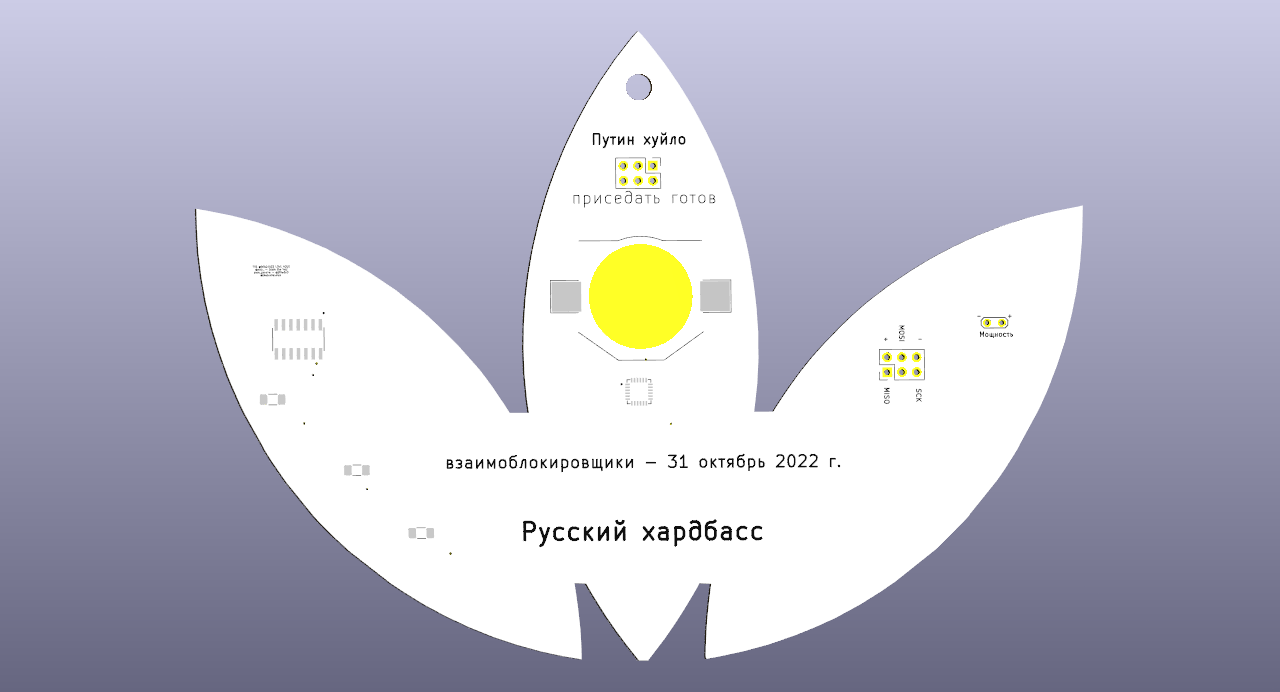 Путин хуйло
приседать готов
- +
Мощность
+ MOSI -
MISO SCK
взаимоблокировщики — 31 октябрь 2022 г.
Русский хардбасс